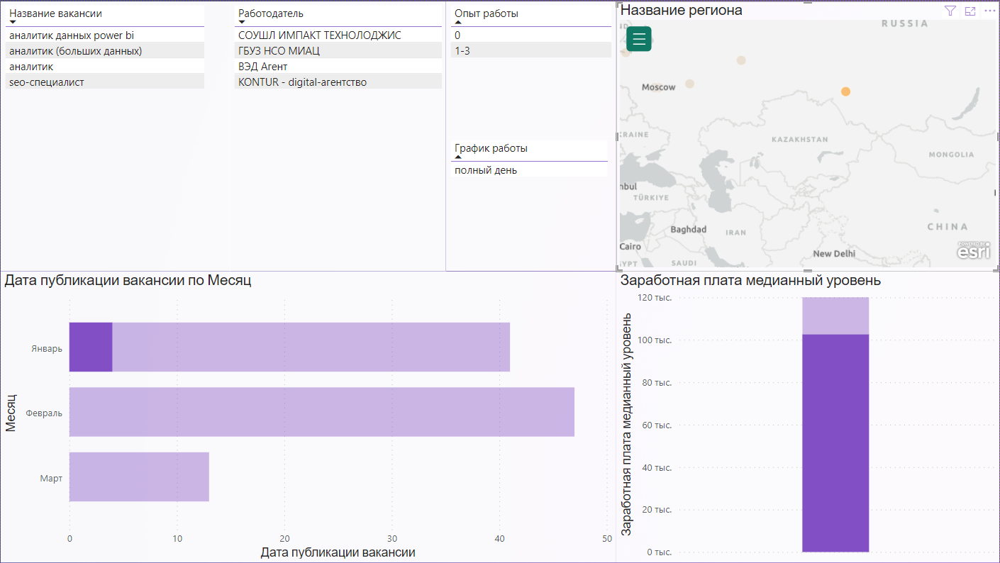 Название вакансии
аналитик данных power bi
аналитик (больших данных)
аналитик
seo-специалист
Работодатель
СОУШЛ ИМПАКТ ТЕХНОЛОДЖИС
ГБУЗ НСО МИАЦ
ВЭД Агент
KONTUR - digital-агентство
Опыт работы
0
1-3
График работы
полный день
Название региона
RUSSIA
Moscow
KRAINE
KAZAKHSTAN
MONGOLIA
nbul
TÜRKIYE
Baghdad
IRAN
CHINA
Cairo
New Delhi
YPT
SAUDI
POWERED BY
esri
Дата публикации вакансии по Месяц
Месяц
Январь
Февраль
Март
0
10
20
30
40
50
Дата публикации вакансии
Заработная плата медианный уровень
Заработная плата медианный уровень
120 тыс.
100 тыс.
80 тыс.
60 тыс.
40 тыс.
20 тыс.
0 тыс.